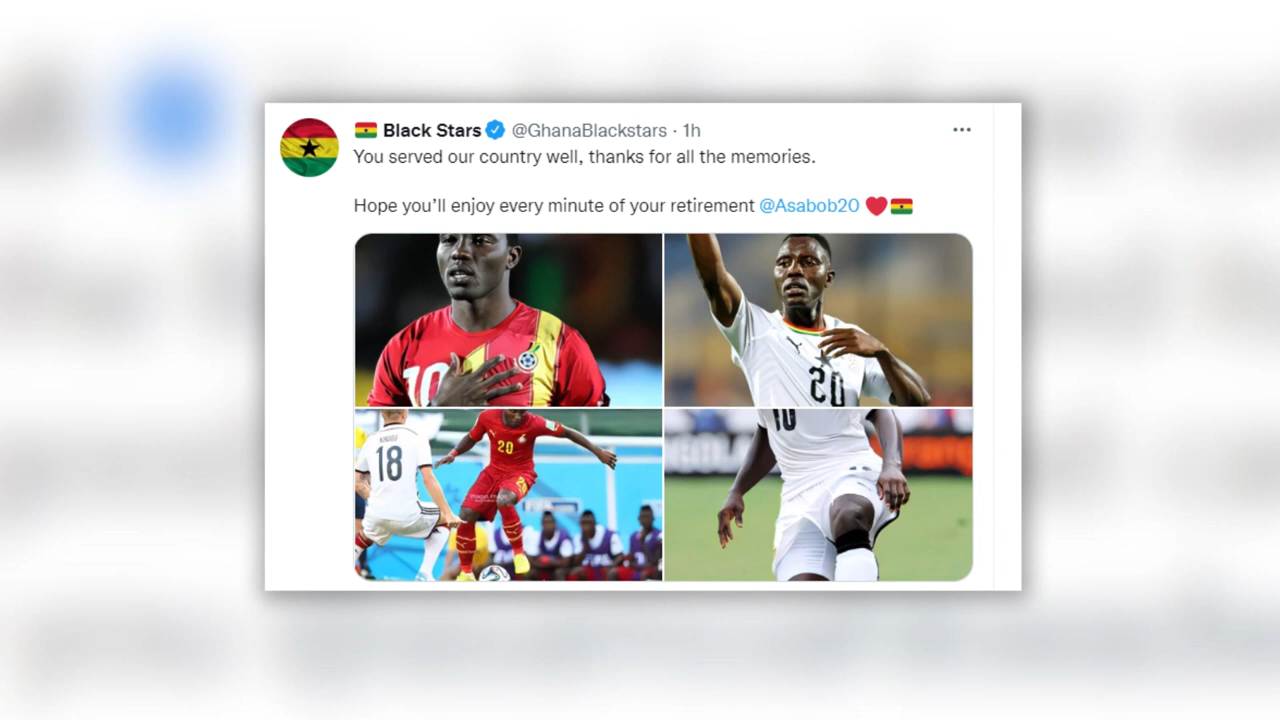 Black Stars @GhanaBlackstars · 1h
You served our country well, thanks for all the memories.
Hope you’ll enjoy every minute of your retirement @Asabob20
10
20
18
20
10